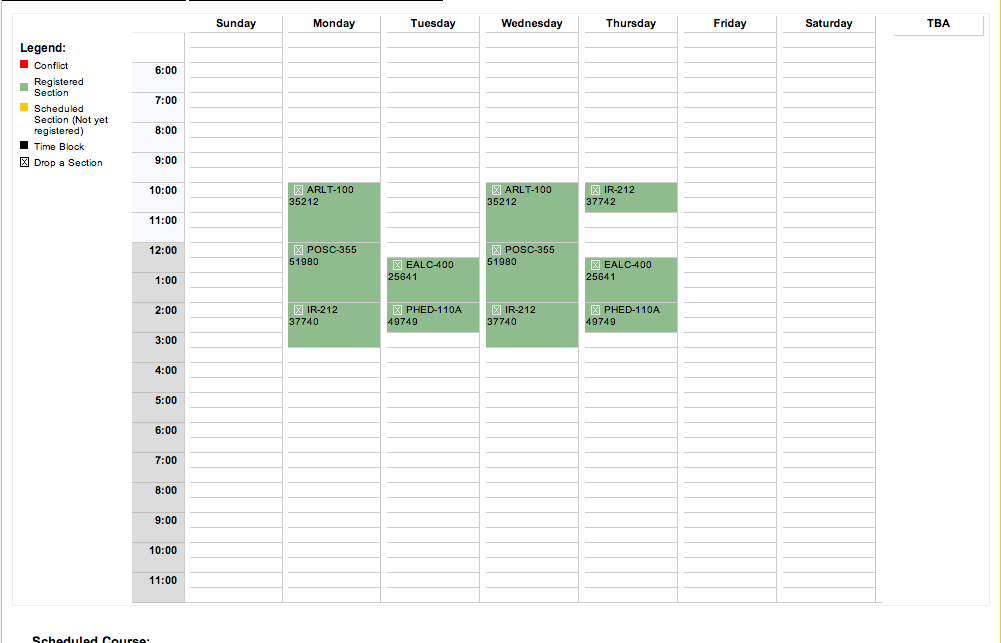 Sunday Monday Tuesday Wednesday Thursday Friday Saturday TBA
Legend:
Conflict
Registered
Section
Scheduled
Section (Not yet
registered)
Time Block
Drop a Section
6:00
7:00
8:00
9:00
10:00 ARLT-100 ARLT-100 IR-212
35212 35212 37742
11:00
12:00 POSC-355 POSC-355
51980 51980
EALC-400 EALC-400
1:00 25641 25641
2:00 IR-212 PHED-110A IR-212 PHED-110A
37740 49749 37740 49749
3:00
4:00
5:00
6:00
7:00
8:00
9:00
10:00
11:00
Scheduled Course: